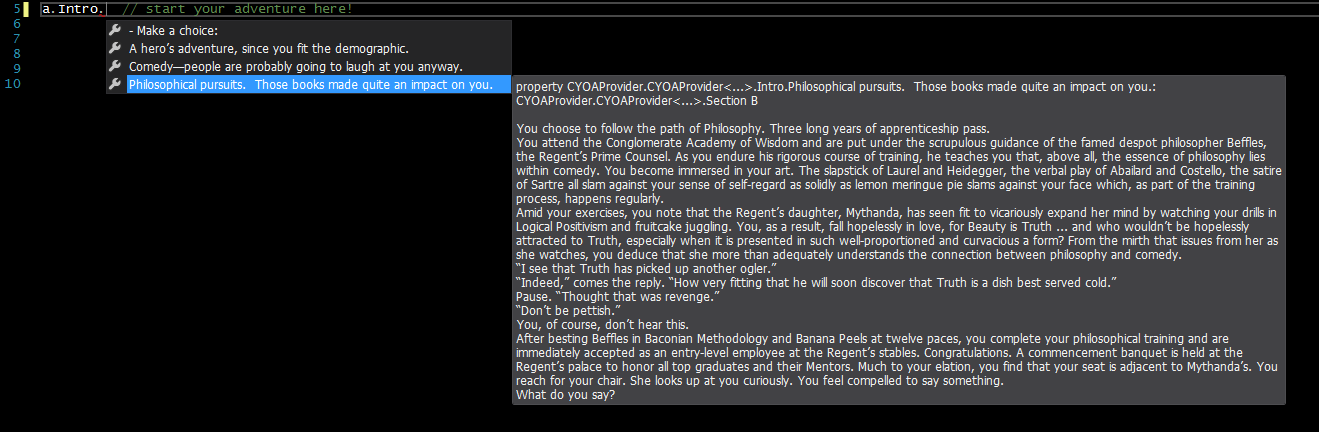 5 a.Intro. // start your adventure here!
6
7
8
9
10
- Make a choice:
A hero’s adventure, since you fit the demographic.
Comedy—people are probably going to laugh at you anyway.
Philosophical pursuits.  Those books made quite an impact on you.
property CYOAProvider.CYOAProvider<...>.Intro.Philosophical pursuits.  Those books made quite an impact on you.:
CYOAProvider.CYOAProvider<...>.Section B
You choose to follow the path of Philosophy. Three long years of apprenticeship pass.
You attend the Conglomerate Academy of Wisdom and are put under the scrupulous guidance of the famed despot philosopher Beffles,
the Regent’s Prime Counsel. As you endure his rigorous course of training, he teaches you that, above all, the essence of philosophy lies
within comedy. You become immersed in your art. The slapstick of Laurel and Heidegger, the verbal play of Abailard and Costello, the satire
of Sartre all slam against your sense of self-regard as solidly as lemon meringue pie slams against your face which, as part of the training
process, happens regularly.
Amid your exercises, you note that the Regent’s daughter, Mythanda, has seen fit to vicariously expand her mind by watching your drills in
Logical Positivism and fruitcake juggling. You, as a result, fall hopelessly in love, for Beauty is Truth ... and who wouldn’t be hopelessly
attracted to Truth, especially when it is presented in such well-proportioned and curvacious a form? From the mirth that issues from her as
she watches, you deduce that she more than adequately understands the connection between philosophy and comedy.
“I see that Truth has picked up another ogler.”
“Indeed,” comes the reply. “How very fitting that he will soon discover that Truth is a dish best served cold.”
Pause. “Thought that was revenge.”
“Don’t be pettish.”
You, of course, don’t hear this.
After besting Beffles in Baconian Methodology and Banana Peels at twelve paces, you complete your philosophical training and are
immediately accepted as an entry-level employee at the Regent’s stables. Congratulations. A commencement banquet is held at the
Regent’s palace to honor all top graduates and their Mentors. Much to your elation, you find that your seat is adjacent to Mythanda’s. You
reach for your chair. She looks up at you curiously. You feel compelled to say something.
What do you say?